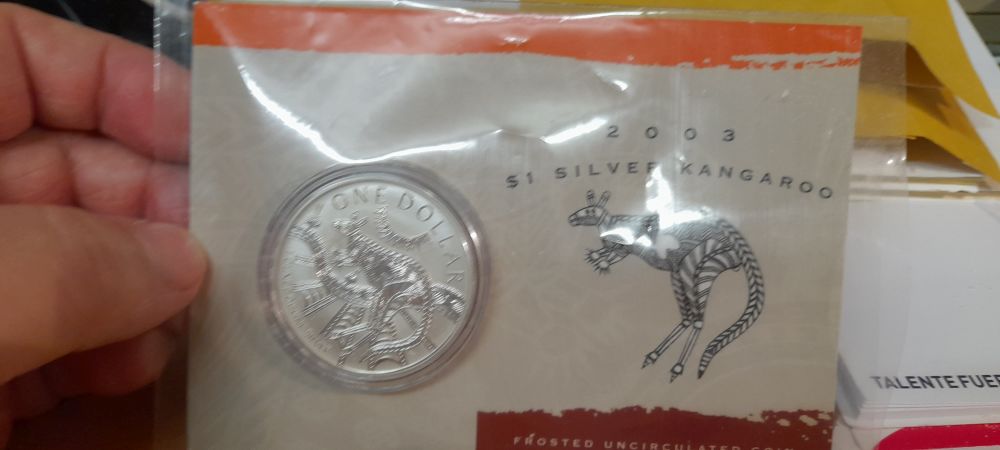 2003
$1 SILVER KANGAROO
ONE DOLLAR
FROSTED UNCIRCULATED COIN
TALENTE FUER